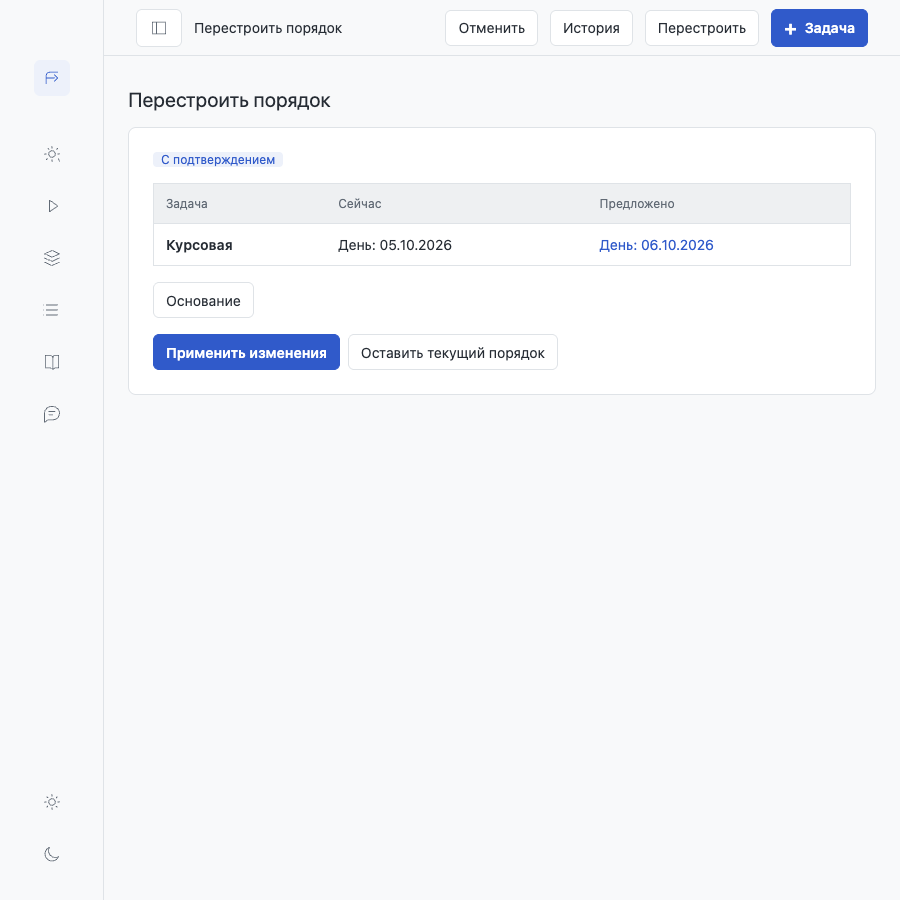 Перестроить порядок
Отменить
История
Перестроить
+ Задача
Перестроить порядок
С подтверждением
Задача Сейчас Предложено
Курсовая День: 05.10.2026 День: 06.10.2026
Основание
Применить изменения Оставить текущий порядок